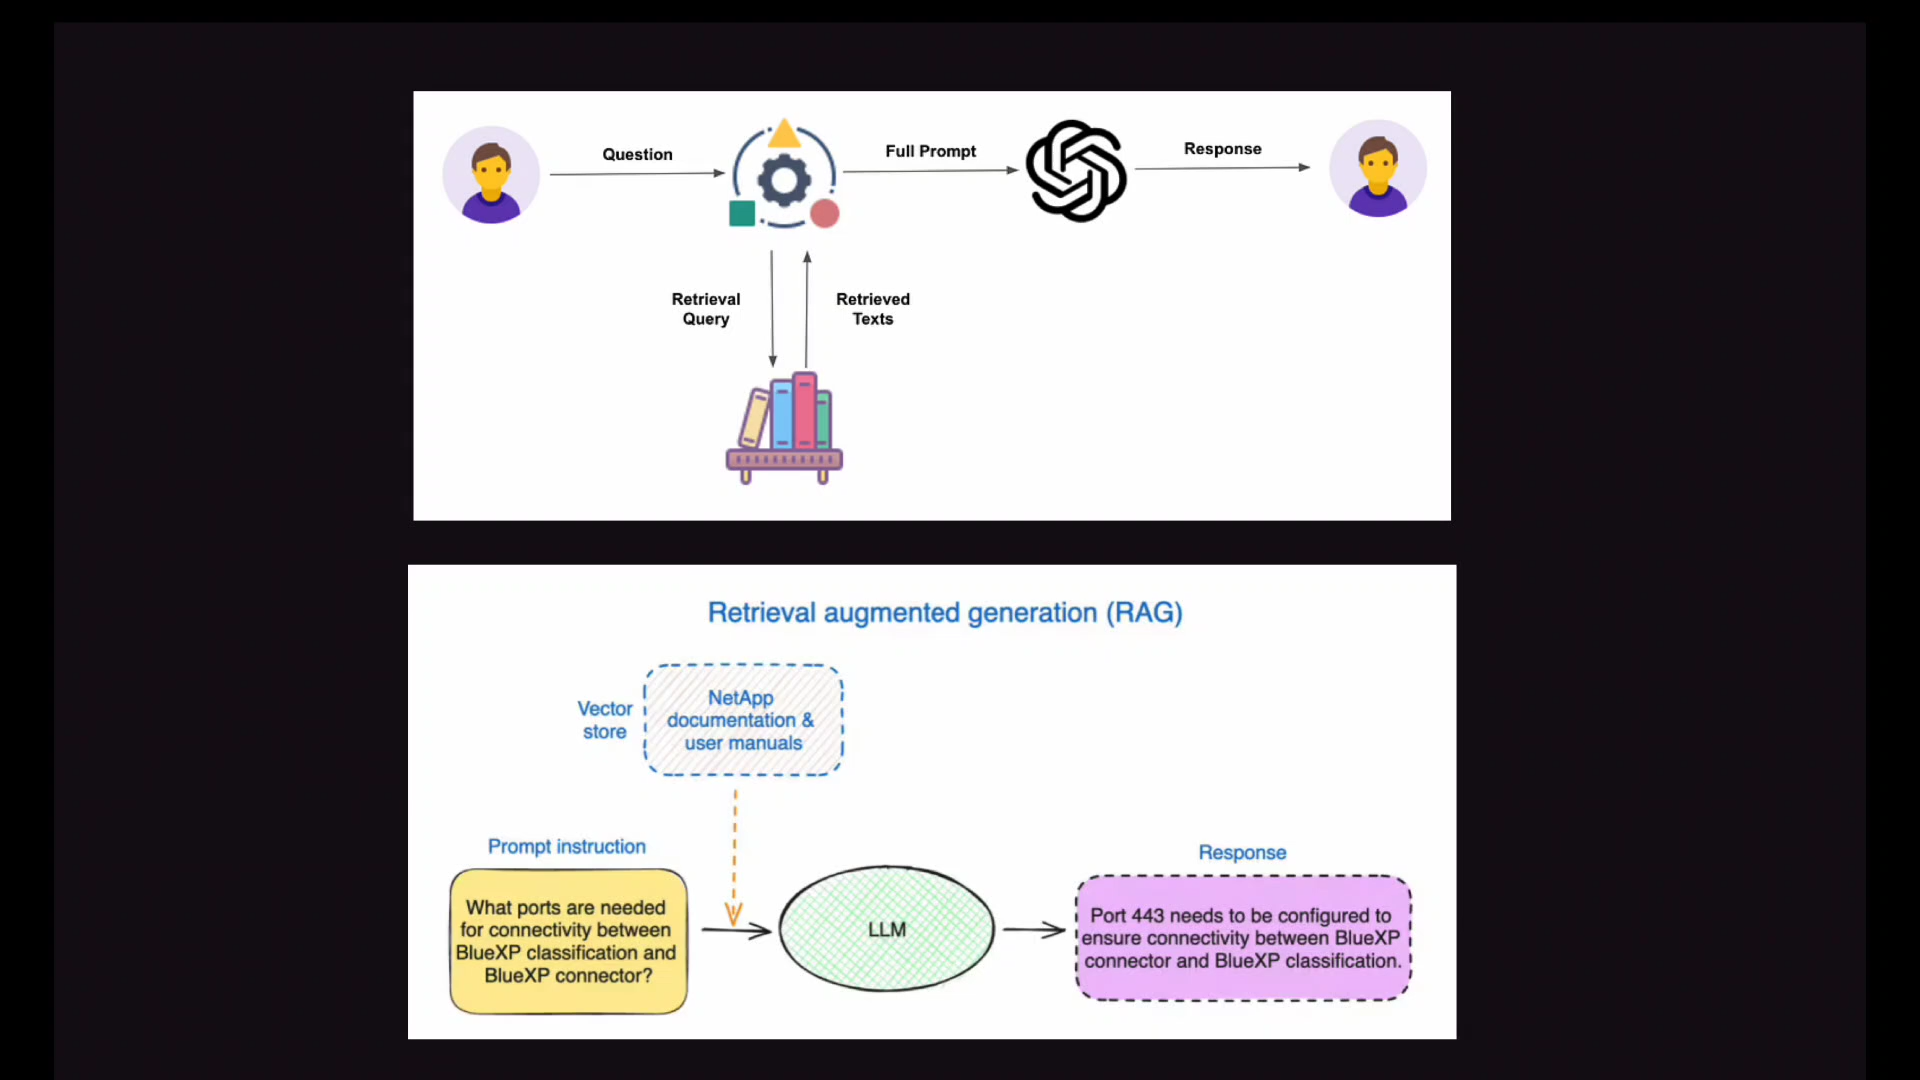 Question
Full Prompt
Response
Retrieval
Query
Retrieved
Texts
Retrieval augmented generation (RAG)
Vector
store
NetApp
documentation &
user manuals
Prompt instruction
What ports are needed
for connectivity between
BlueXP classification and
BlueXP connector?
LLM
Response
Port 443 needs to be configured to
ensure connectivity between BlueXP
connector and BlueXP classification.